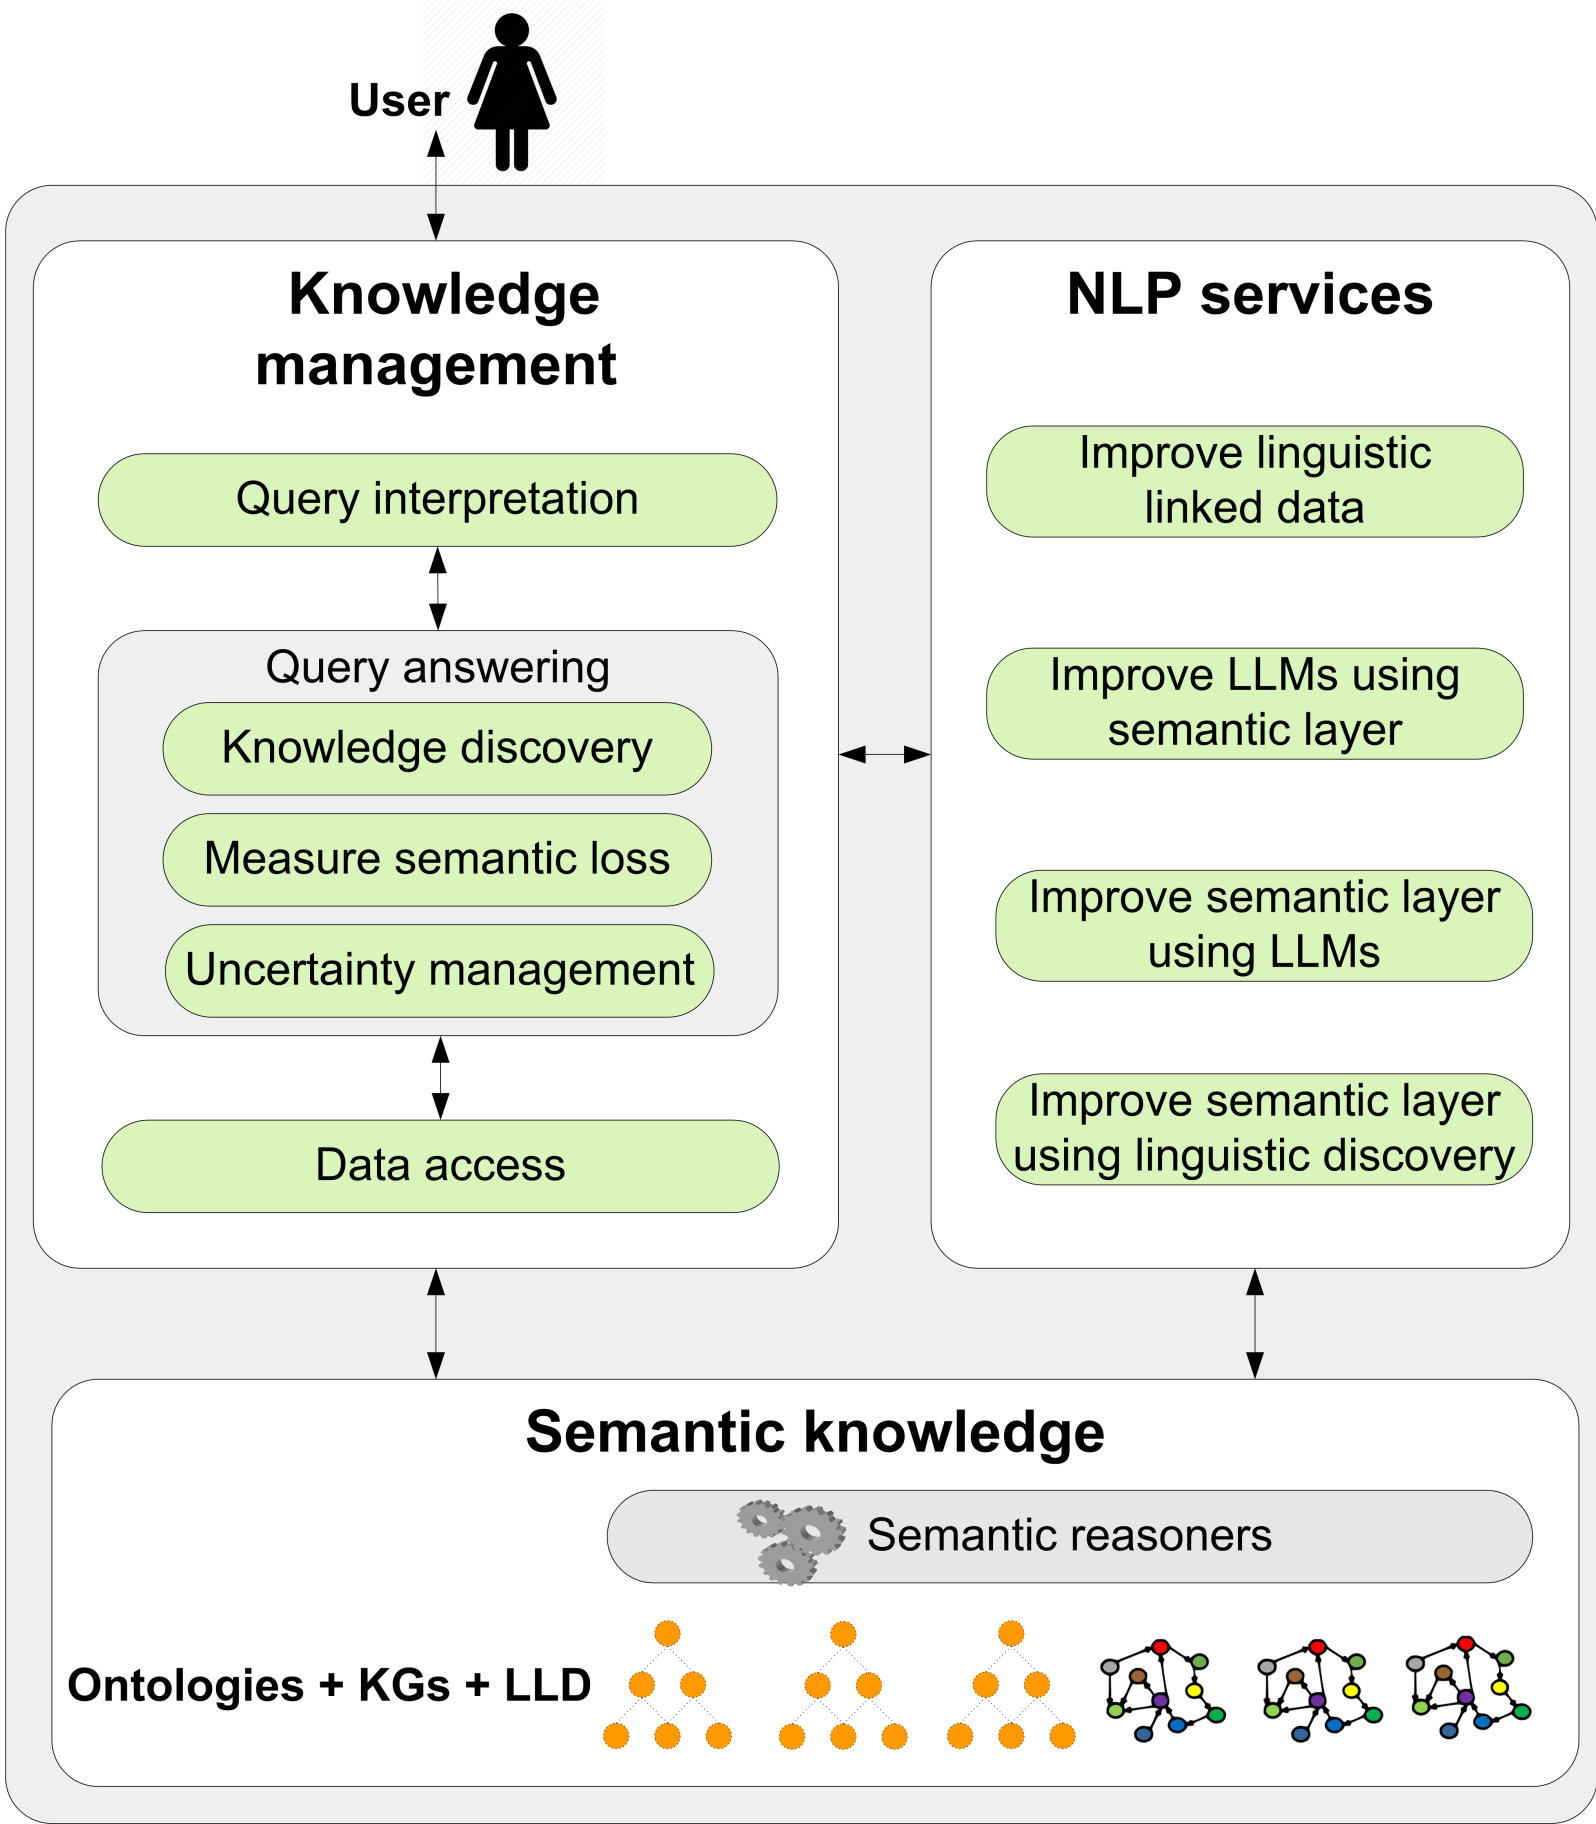 User
Knowledge
management
Query interpretation
Query answering
Knowledge discovery
Measure semantic loss
Uncertainty management
Data access
NLP services
Improve linguistic
linked data
Improve LLMs using
semantic layer
Improve semantic layer
using LLMs
Improve semantic layer
using linguistic discovery
Semantic knowledge
Semantic reasoners
Ontologies + KGs + LLD